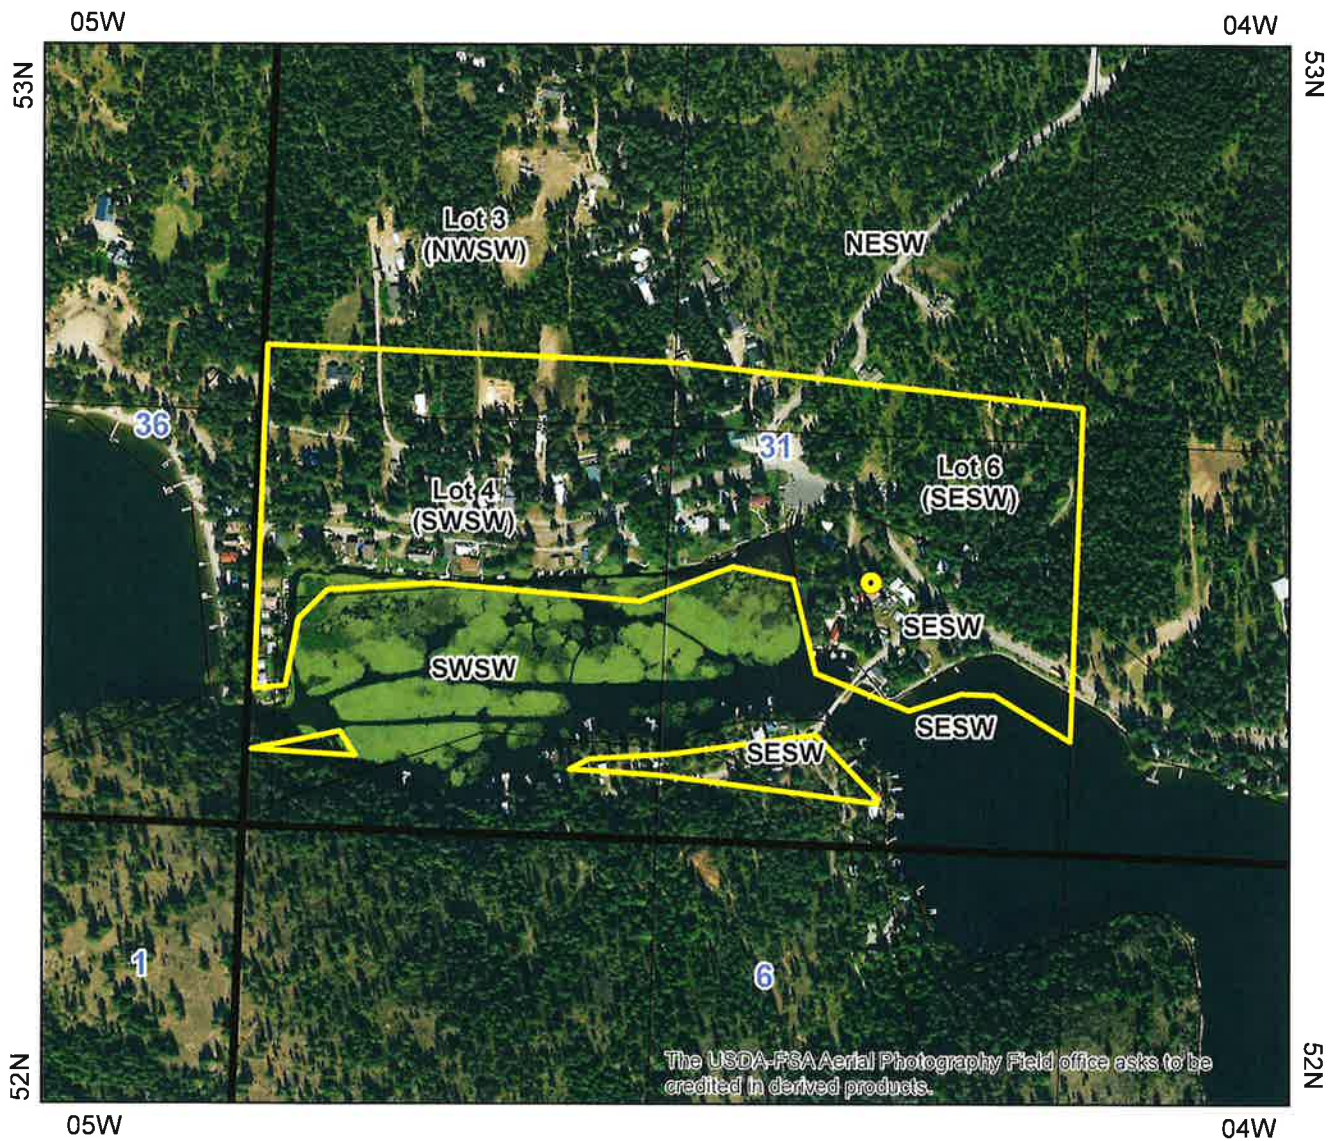 05W
04W
53N
53N
Lot 3
(NWSW)
NESW
36
31
Lot 4
(SWSW)
Lot 6
(SESW)
SESW
SWSW
SESW
SESW
1
6
The USDA-FSA Aerial Photography Field office asks to be
credited in derived products.
52N
52N
05W
04W